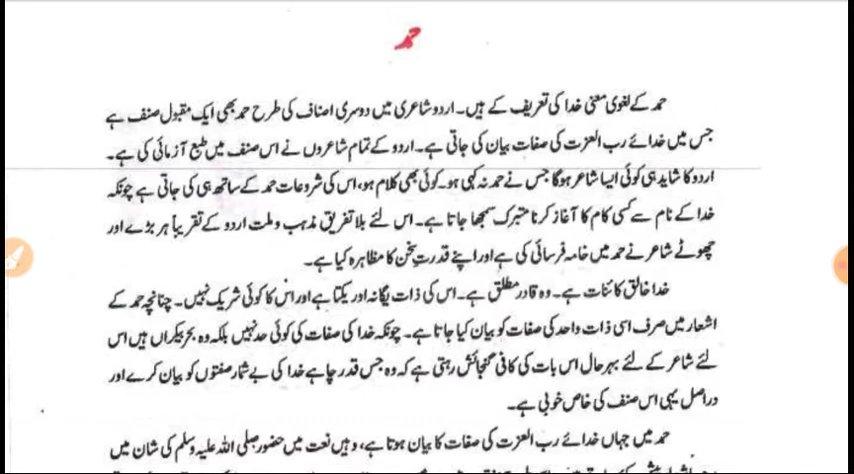 حمد
حمد کے لغوی معنی خدا کی تعریف کے ہیں۔ اردو شاعری میں دوسری اصناف کی طرح حمد بھی ایک مقبول صنف ہے
جس میں خدائے رب العزت کی صفات بیان کی جاتی ہے۔ اردو کے تمام شاعروں نے اس صنف میں طبع آزمائی کی ہے۔
اردو کا شاید ہی کوئی ایسا شاعر ہوگا جس نے حمد نہ کہی ہو۔ کوئی بھی کلام ہو، اس کی شروعات حمد کے ساتھ ہی کی جاتی ہے چونکہ
خدا کے نام سے کسی کام کا آغاز کرنا متبرک سمجھا جاتا ہے۔ اس لئے بلا تفریق مذہب و ملت اردو کے تقریباً ہر بڑے اور
چھوٹے شاعر نے حمد میں خامہ فرسائی کی ہے اور اپنے قدرتِ سخن کا مظاہرہ کیا ہے۔
خدا خالق کائنات ہے۔ وہ قادر مطلق ہے۔ اس کی ذات یگانہ اور یکتا ہے اور اس کا کوئی شریک نہیں۔ چنانچہ حمد کے
اشعار میں صرف اسی ذات واحد کی صفات کو بیان کیا جاتا ہے۔ چونکہ خدا کی صفات کی کوئی حد نہیں بلکہ وہ بحر بیکراں ہیں اس
لئے شاعر کے لئے بہر حال اس بات کی کافی گنجائش رہتی ہے کہ وہ جس قدر چاہے خدا کی بے شمار صفتوں کو بیان کرے اور
دراصل یہی اس صنف کی خاص خوبی ہے۔
حمد میں جہاں خدائے رب العزت کی صفات کا بیان ہوتا ہے، وہیں نعت میں حضور صلی اللہ علیہ وسلم کی شان میں